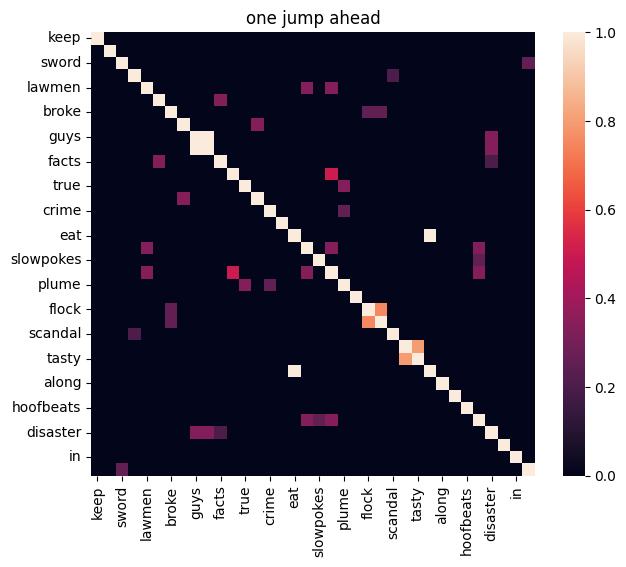 one jump ahead
keep
sword
lawmen
broke
guys
facts
true
crime
eat
slowpokes
plume
flock
scandal
tasty
along
hoofbeats
disaster
in
keep
sword
lawmen
broke
guys
facts
true
crime
eat
slowpokes
plume
flock
scandal
tasty
along
hoofbeats
disaster
in
1.0
0.8
0.6
0.4
0.2
0.0